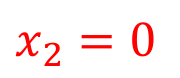 x₂ = 0